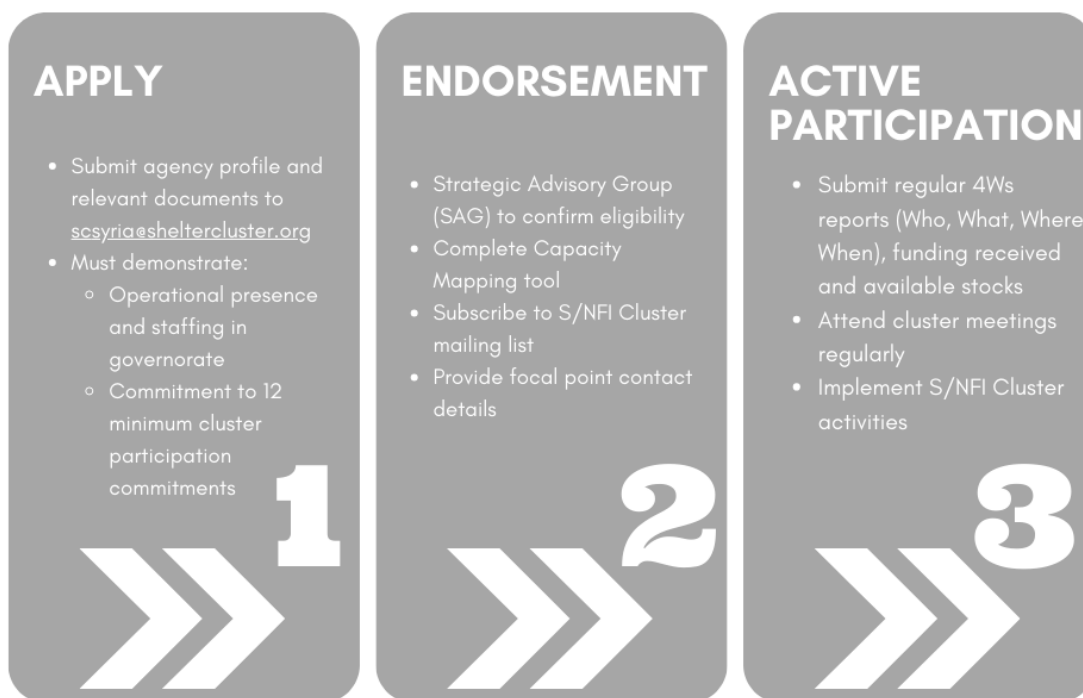 APPLY
• Submit agency profile and
relevant documents to
scsyria@sheltercluster.org
• Must demonstrate:
◦ Operational presence
and staffing in
governorate
◦ Commitment to 12
minimum cluster
participation
commitments
1
ENDORSEMENT
• Strategic Advisory Group
(SAG) to confirm eligibility
• Complete Capacity
Mapping tool
• Subscribe to S/NFI Cluster
mailing list
• Provide focal point contact
details
2
ACTIVE
PARTICIPATION
• Submit regular 4Ws
reports (Who, What, Where
When), funding received
and available stocks
• Attend cluster meetings
regularly
• Implement S/NFI Cluster
activities
3